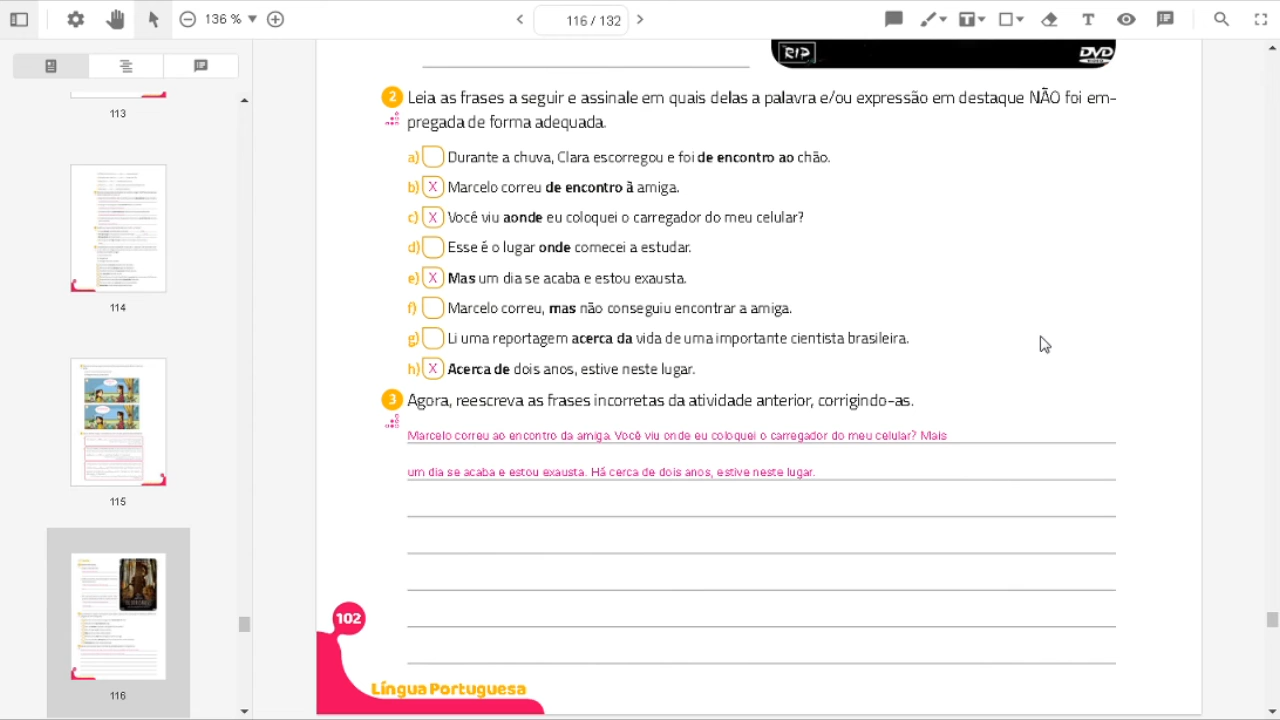 136 %
116 / 132
T
T
113
114
115
116
RIP
DVD
2 Leia as frases a seguir e assinale em quais delas a palavra e/ou expressão em destaque NÃO foi em-
pregada de forma adequada.
a) Durante a chuva, Clara escorregou e foi de encontro ao chão.
b) X Marcelo correu de encontro à amiga.
c) X Você viu aonde eu coloquei o carregador do meu celular?
d) Esse é o lugar onde comecei a estudar.
e) X Mas um dia se acaba e estou exausta.
f) Marcelo correu, mas não conseguiu encontrar a amiga.
g) Li uma reportagem acerca da vida de uma importante cientista brasileira.
h) X Acerca de dois anos, estive neste lugar.
3 Agora, reescreva as frases incorretas da atividade anterior, corrigindo-as.
Marcelo correu ao encontro da amiga. Você viu onde eu coloquei o carregador do meu celular? Mais
um dia se acaba e estou exausta. Há cerca de dois anos, estive neste lugar.
102
Língua Portuguesa